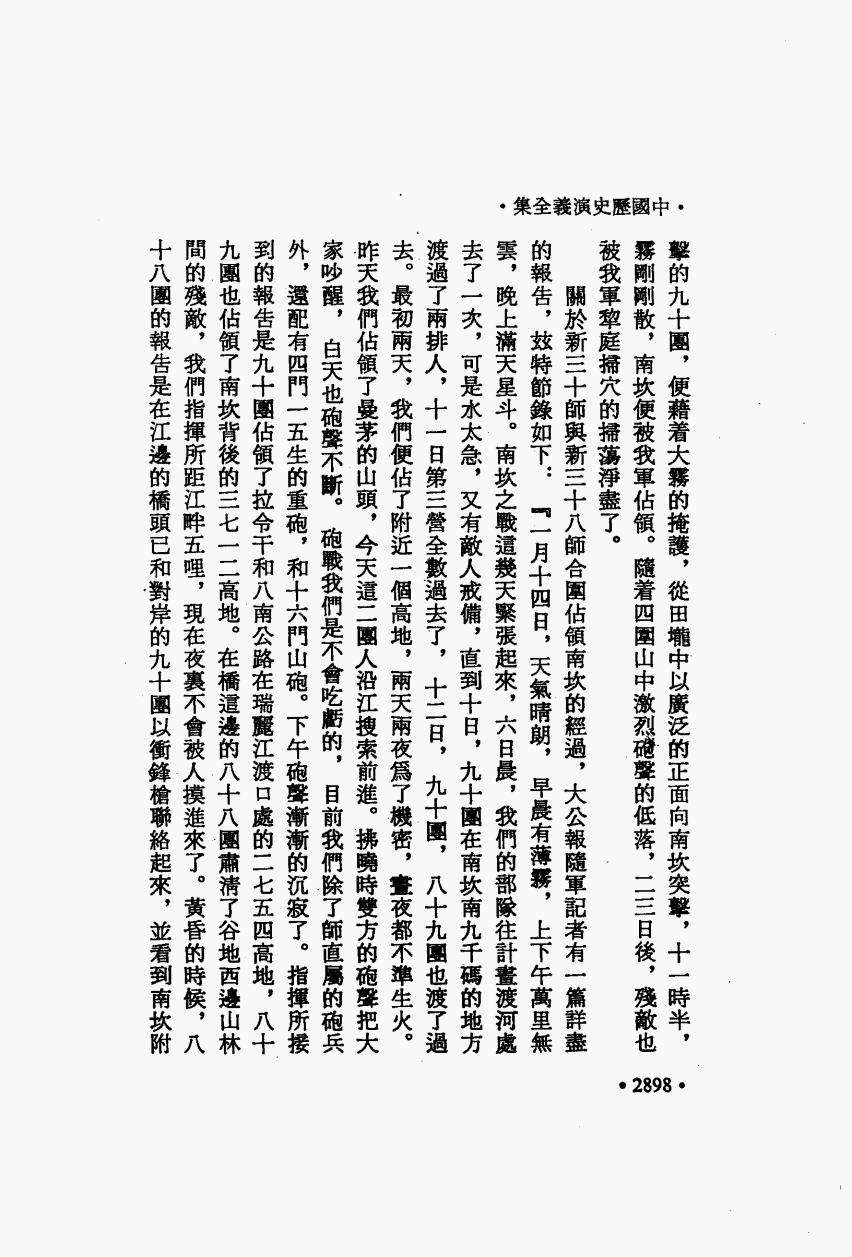 •中國歷史演義全集•
擊的九十團，便藉着大霧的掩護，從田壠中以廣泛的正面向南坎突擊，十一時半，
霧剛剛散，南坎便被我軍佔領。隨着四圍山中激烈砲聲的低落，二三日後，殘敵也
被我軍犂庭掃穴的掃蕩淨盡了。
關於新三十師與新三十八師合圍佔領南坎的經過，大公報隨軍記者有一篇詳盡
的報告，玆特節錄如下：『一月十四日，天氣晴朗，早晨有薄霧，上下午萬里無
雲，晚上滿天星斗。南坎之戰這幾天緊張起來，六日晨，我們的部隊往計畫渡河處
去了一次，可是水太急，又有敵人戒備，直到十日，九十團在南坎南九千碼的地方
渡過了兩排人，十一日第三營全數過去了，十二日，九十團，八十九團也渡了過
去。最初兩天，我們便佔了附近一個高地，兩天兩夜爲了機密，晝夜都不準生火。
昨天我們佔領了曼茅的山頭，今天這二團人沿江搜索前進。拂曉時雙方的砲聲把大
家吵醒，白天也砲聲不斷。砲戰我們是不會吃虧的，目前我們除了師直屬的砲兵
外，還配有四門一五生的重砲，和十六門山砲。下午砲聲漸漸的沉寂了。指揮所接
到的報告是九十團佔領了拉令干和八南公路在瑞麗江渡口處的二七五四高地，八十
九團也佔領了南坎背後的三七一二高地。在橋這邊的八十八團肅清了谷地西邊山林
間的殘敵，我們指揮所距江畔五哩，現在夜裏不會被人摸進來了。黃昏的時候，八
十八團的報告是在江邊的橋頭已和對岸的九十團以衝鋒槍聯絡起來，並看到南坎附
•2898•